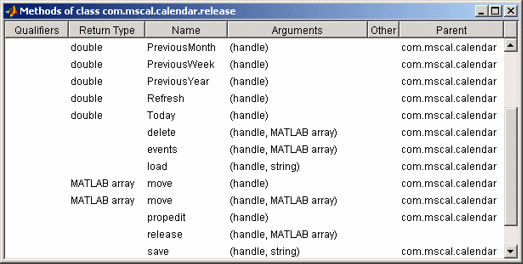 Methods of class com.mscal.calendar.release
Qualifiers Return Type Name Arguments Other Parent
double PreviousMonth (handle) com.mscal.calendar
double PreviousWeek (handle) com.mscal.calendar
double PreviousYear (handle) com.mscal.calendar
double Refresh (handle) com.mscal.calendar
double Today (handle) com.mscal.calendar
delete (handle, MATLAB array) com.mscal.calendar
events (handle, MATLAB array) com.mscal.calendar
load (handle, string) com.mscal.calendar
MATLAB array move (handle) com.mscal.calendar
MATLAB array move (handle, MATLAB array) com.mscal.calendar
propedit (handle) com.mscal.calendar
release (handle, MATLAB array)
save (handle, string) com.mscal.calendar